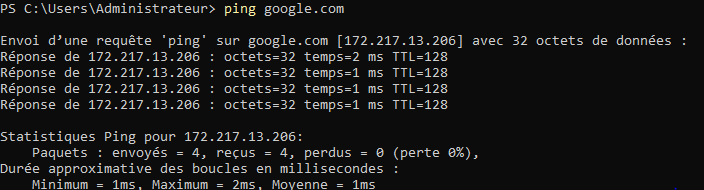 PS C:\Users\Administrateur> ping google.com
Envoi d’une requête 'ping' sur google.com [172.217.13.206] avec 32 octets de données :
Réponse de 172.217.13.206 : octets=32 temps=2 ms TTL=128
Réponse de 172.217.13.206 : octets=32 temps=1 ms TTL=128
Réponse de 172.217.13.206 : octets=32 temps=1 ms TTL=128
Réponse de 172.217.13.206 : octets=32 temps=1 ms TTL=128
Statistiques Ping pour 172.217.13.206:
    Paquets : envoyés = 4, reçus = 4, perdus = 0 (perte 0%),
Durée approximative des boucles en millisecondes :
    Minimum = 1ms, Maximum = 2ms, Moyenne = 1ms